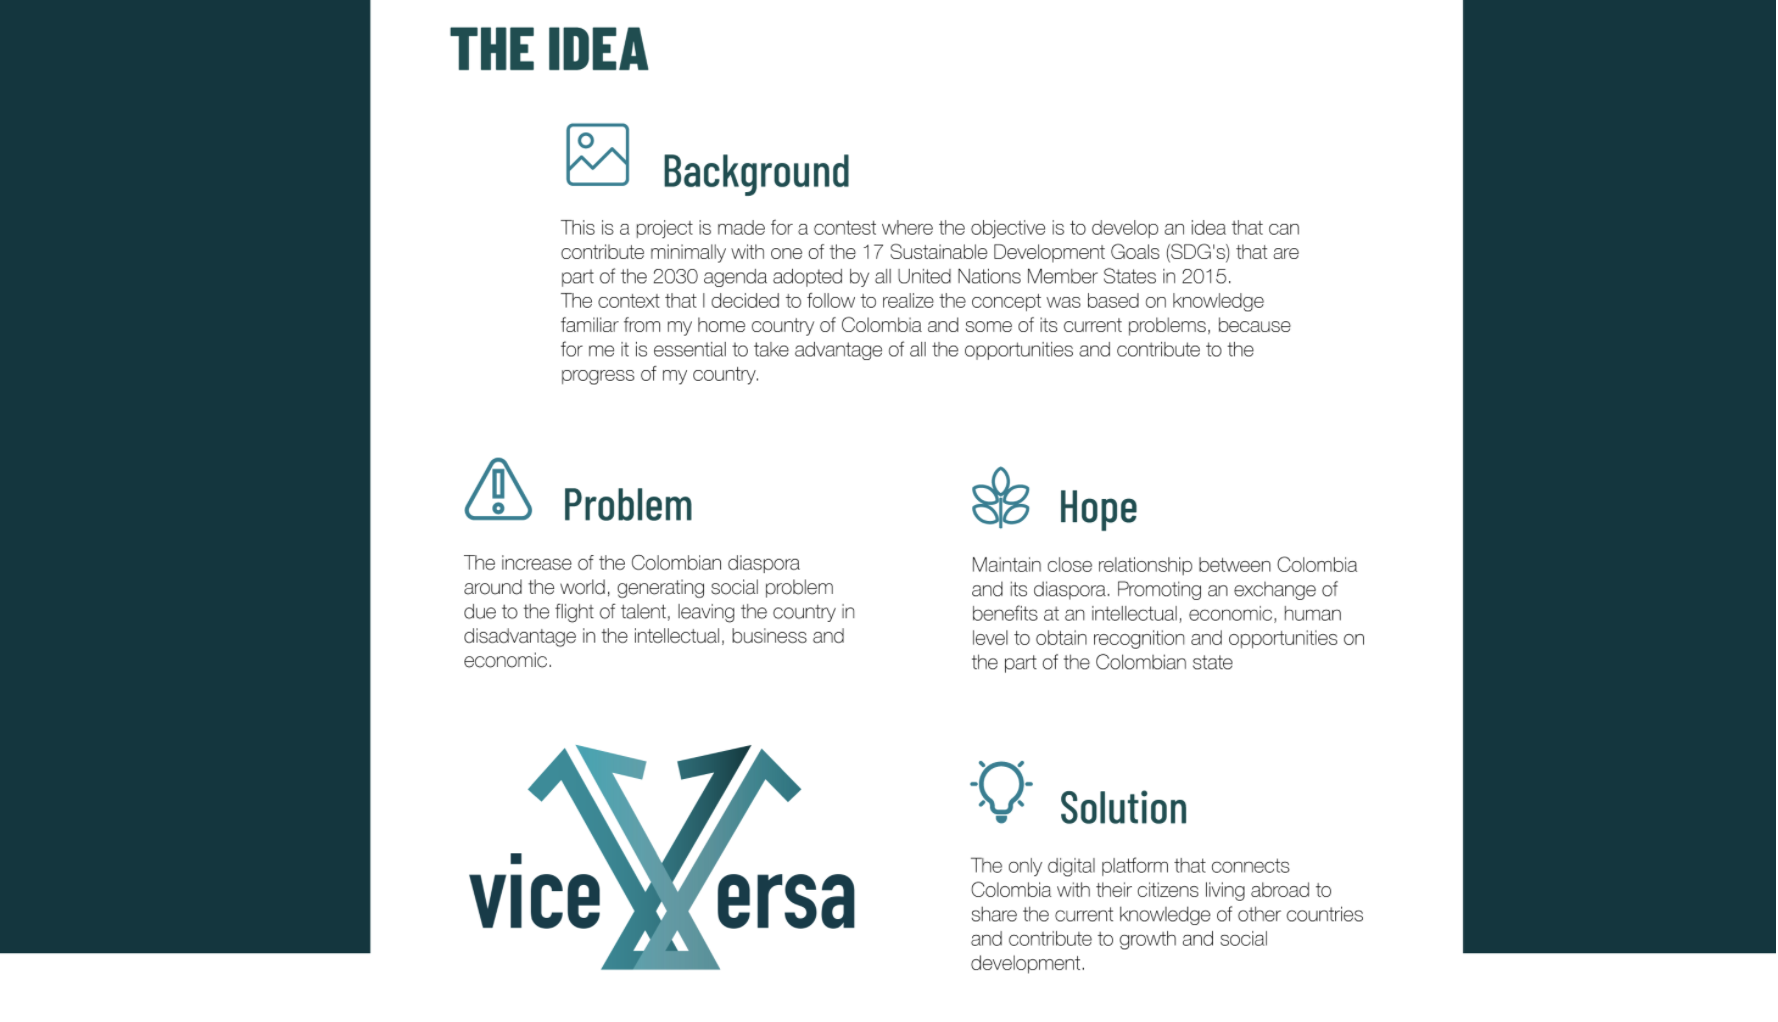 THE IDEA
Background
This is a project is made for a contest where the objective is to develop an idea that can
contribute minimally with one of the 17 Sustainable Development Goals (SDG's) that are
part of the 2030 agenda adopted by all United Nations Member States in 2015.
The context that I decided to follow to realize the concept was based on knowledge
familiar from my home country of Colombia and some of its current problems, because
for me it is essential to take advantage of all the opportunities and contribute to the
progress of my country.
Problem
The increase of the Colombian diaspora
around the world, generating social problem
due to the flight of talent, leaving the country in
disadvantage in the intellectual, business and
economic.
Hope
Maintain close relationship between Colombia
and its diaspora. Promoting an exchange of
benefits at an intellectual, economic, human
level to obtain recognition and opportunities on
the part of the Colombian state
vice Versa
Solution
The only digital platform that connects
Colombia with their citizens living abroad to
share the current knowledge of other countries
and contribute to growth and social
development.